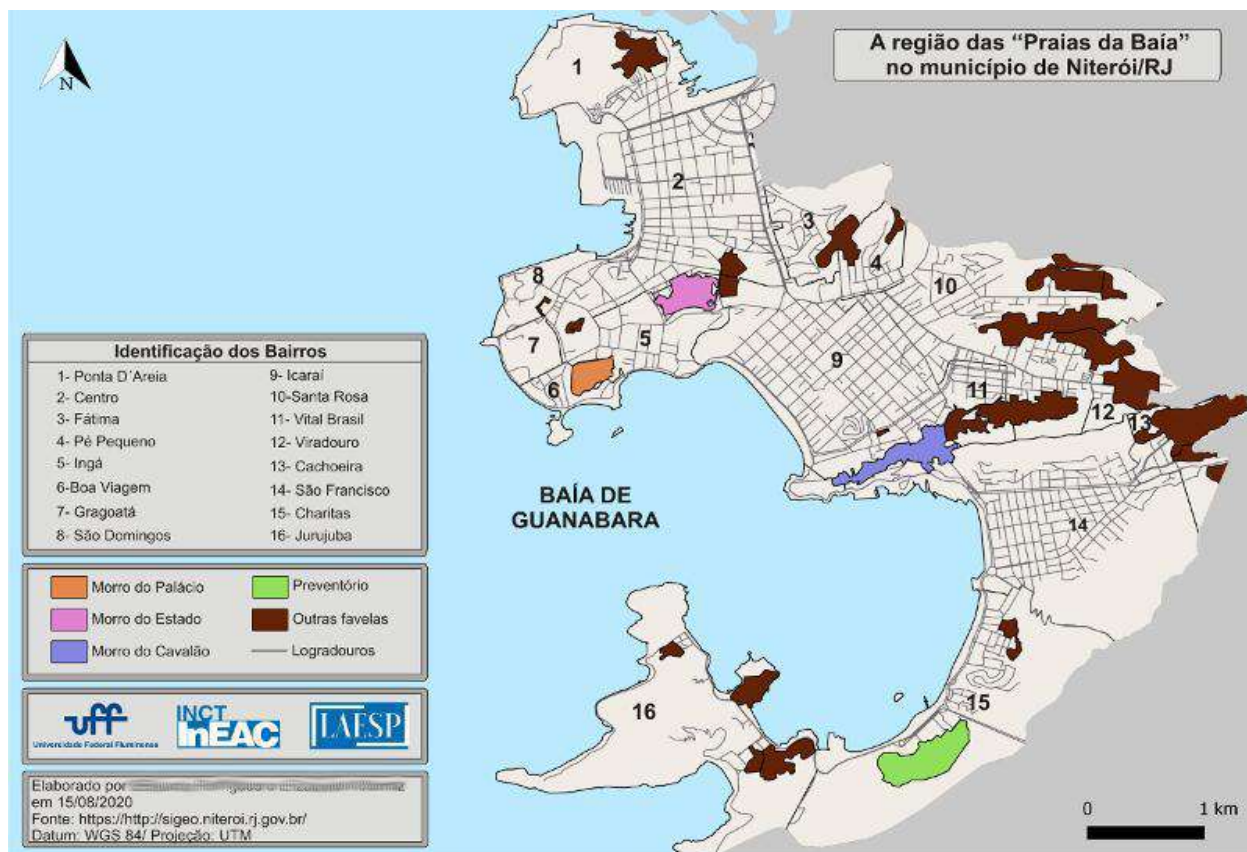 A região das “Praias da Baía”
no município de Niterói/RJ
N
1
2
3
4
5
6
7
8
9
10
11
12
13
14
15
16
BAÍA DE
GUANABARA
Identificação dos Bairros
1- Ponta D´Areia
2- Centro
3- Fátima
4- Pé Pequeno
5- Ingá
6-Boa Viagem
7- Gragoatá
8- São Domingos
9- Icaraí
10-Santa Rosa
11- Vital Brasil
12- Viradouro
13- Cachoeira
14- São Francisco
15- Charitas
16- Jurujuba
Morro do Palácio
Morro do Estado
Morro do Cavalão
Preventório
Outras favelas
Logradouros
uff
Universidade Federal Fluminense
INCT
InEAC
LAESP
Elaborado por
em 15/08/2020
Fonte: https://http://sigeo.niteroi.rj.gov.br/
Datum: WGS 84/ Projeção: UTM
0 1 km